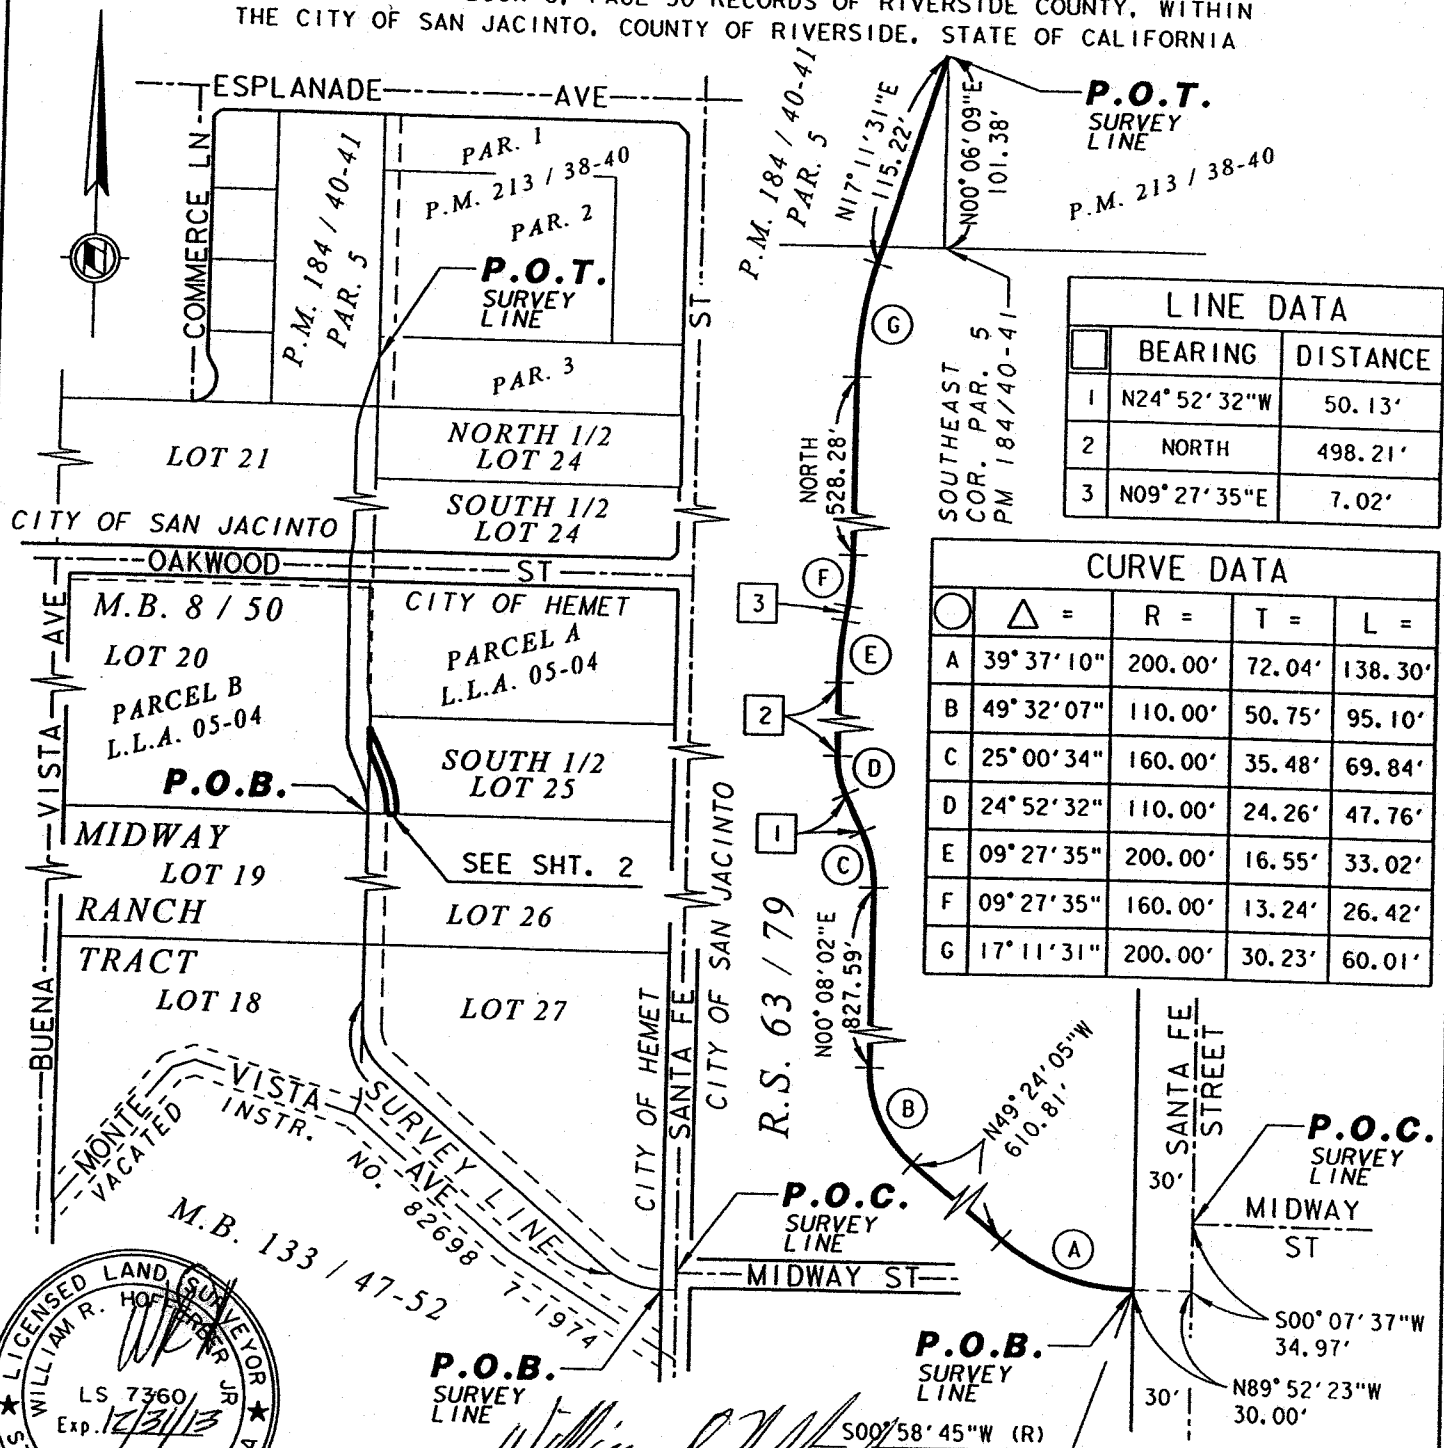 PAGE 50 RECORDS OF RIVERSIDE COUNTY, WITHIN
THE CITY OF SAN JACINTO, COUNTY OF RIVERSIDE, STATE OF CALIFORNIA
ESPLANADE AVE
COMMERCE LN
P.M. 184 / 40-41
PAR. 5
PAR. 1
P.M. 213 / 38-40
PAR. 2
P.O.T.
SURVEY
LINE
PAR. 3
ST
LOT 21
NORTH 1/2
LOT 24
SOUTH 1/2
LOT 24
CITY OF SAN JACINTO
OAKWOOD ST
M.B. 8 / 50
LOT 20
PARCEL B
L.L.A. 05-04
CITY OF HEMET
PARCEL A
L.L.A. 05-04
BUENA VISTA AVE
P.O.B.
SOUTH 1/2
LOT 25
MIDWAY
LOT 19
RANCH
SEE SHT. 2
LOT 26
TRACT
LOT 18
LOT 27
CITY OF HEMET
SANTA FE
CITY OF SAN JACINTO
MONTE VISTA AVE
VACATED
INSTR.
NO. 82698 7-1974
SURVEY LINE
M.B. 133 / 47-52
P.O.C.
SURVEY
LINE
MIDWAY ST
P.O.B.
SURVEY
LINE
LICENSED LAND SURVEYOR
WILLIAM R. HOFFERBER JR
LS 7360
Exp. 12/31/13
P.M. 184 / 40-41
PAR. 5
N17°11'31"E
115.22'
N00°06'09"E
101.38'
P.O.T.
SURVEY
LINE
P.M. 213 / 38-40
G
SOUTHEAST
COR. PAR. 5
PM 184/40-41
NORTH
528.28'
F
3
E
2
D
1
C
R.S. 63 / 79
N00°08'02"E
827.59'
B
N49°24'05"W
610.81'
A
SANTA FE
STREET
30'
P.O.C.
SURVEY
LINE
MIDWAY
ST
S00°07'37"W
34.97'
N89°52'23"W
30.00'
30'
P.O.B.
SURVEY
LINE
S00°58'45"W (R)
LINE DATA
BEARING DISTANCE
1 N24°52'32"W 50.13'
2 NORTH 498.21'
3 N09°27'35"E 7.02'
CURVE DATA
△ = R = T = L =
A 39°37'10" 200.00' 72.04' 138.30'
B 49°32'07" 110.00' 50.75' 95.10'
C 25°00'34" 160.00' 35.48' 69.84'
D 24°52'32" 110.00' 24.26' 47.76'
E 09°27'35" 200.00' 16.55' 33.02'
F 09°27'35" 160.00' 13.24' 26.42'
G 17°11'31" 200.00' 30.23' 60.01'